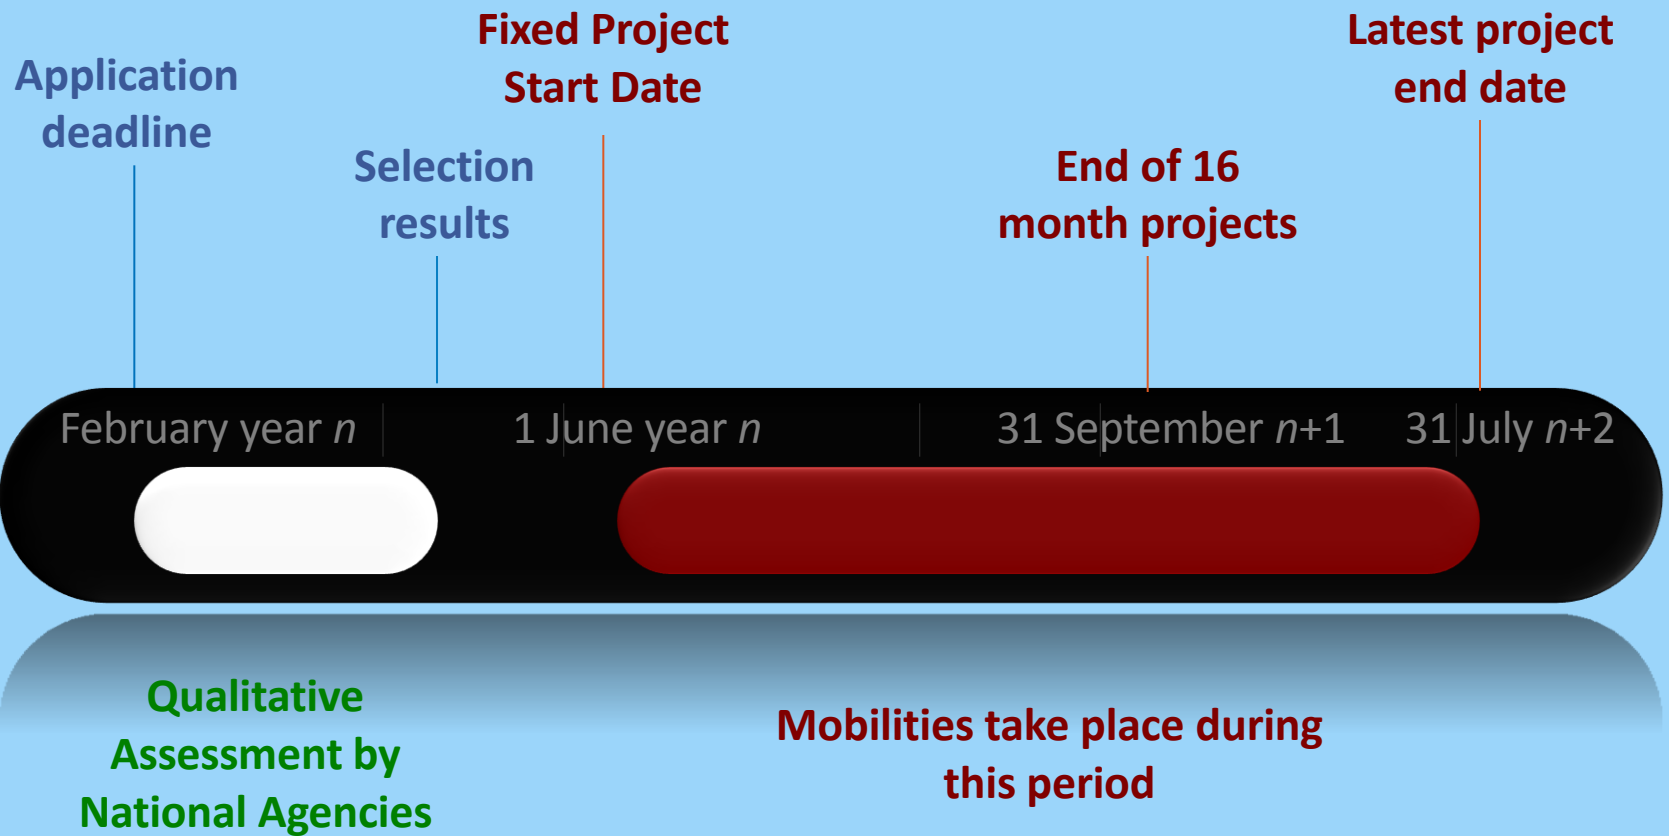 Application
deadline
Selection
results
Fixed Project
Start Date
End of 16
month projects
Latest project
end date
February year n
1 June year n
31 September n+1
31 July n+2
Qualitative
Assessment by
National Agencies
Mobilities take place during
this period